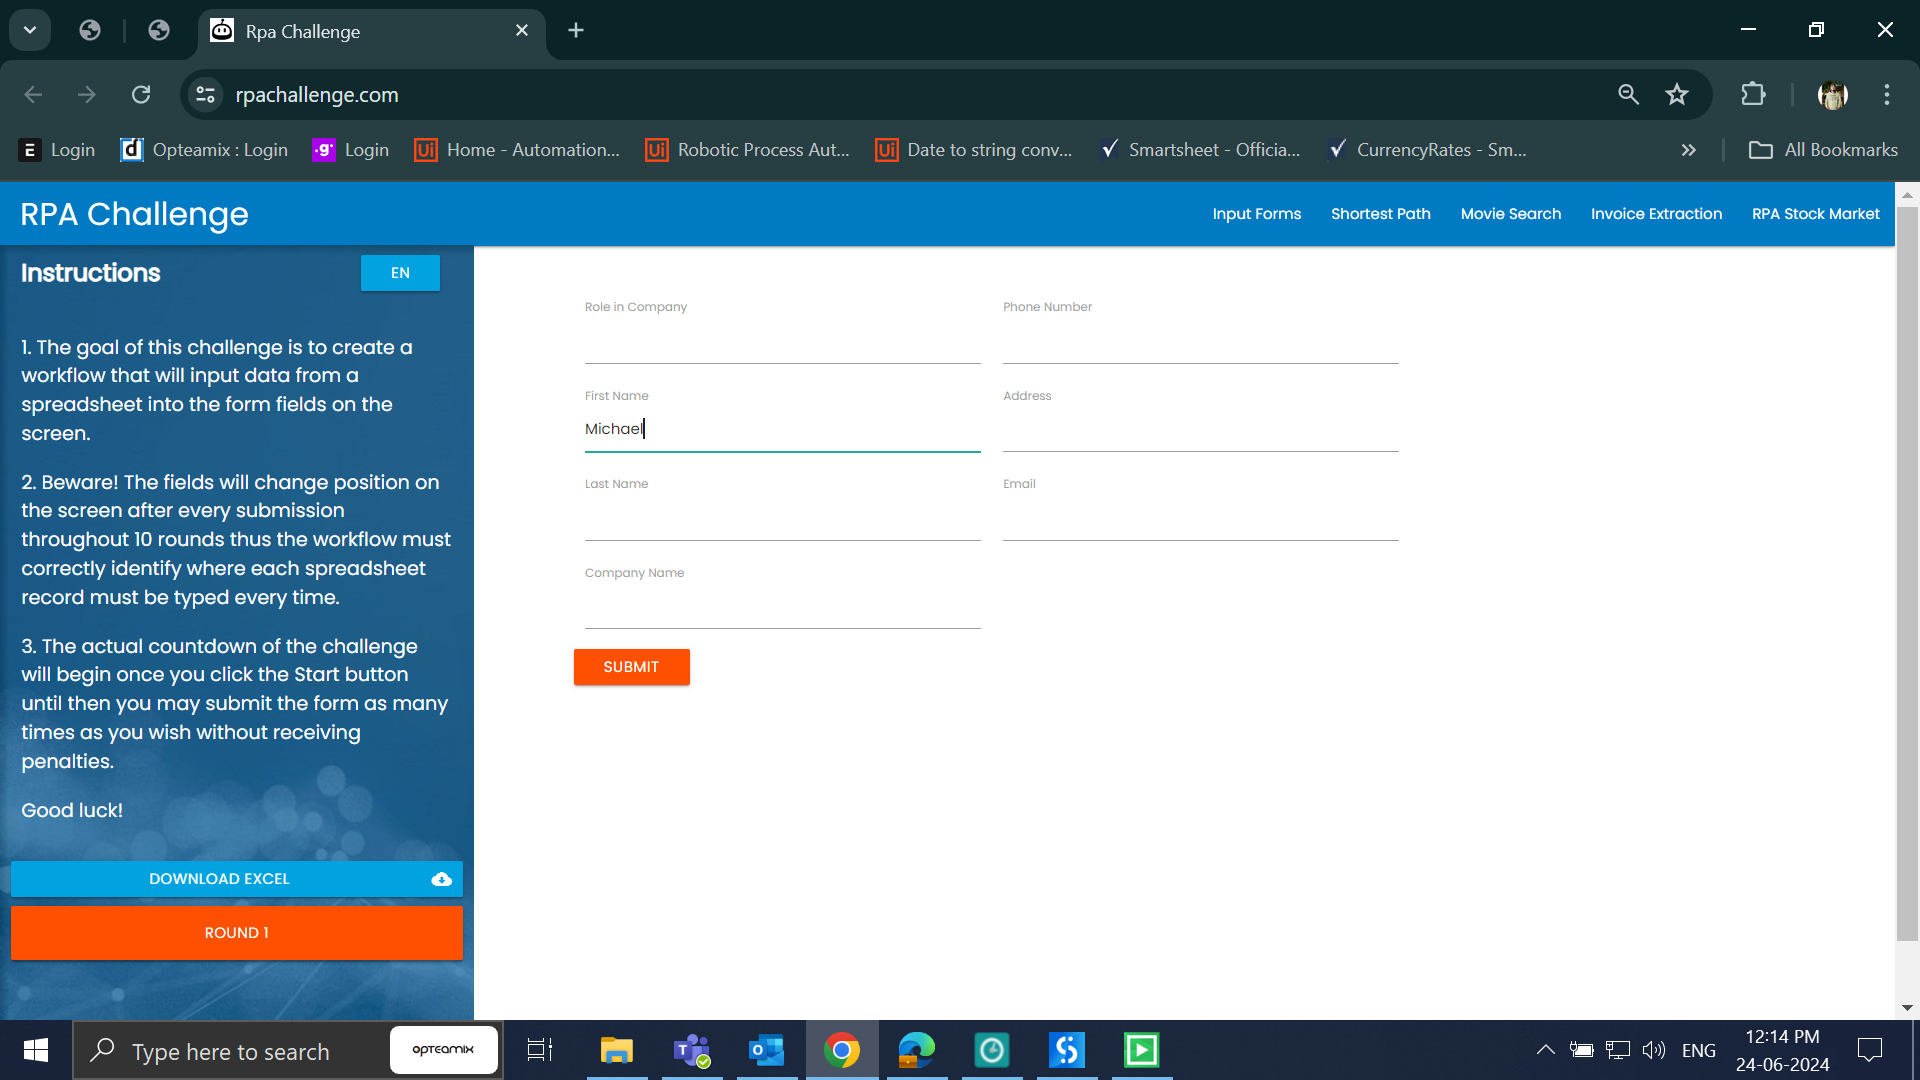 Rpa Challenge
rpachallenge.com
Login
Opteamix : Login
Login
Home - Automation...
Robotic Process Aut...
Date to string conv...
Smartsheet - Officia...
CurrencyRates - Sm...
All Bookmarks
RPA Challenge
Input Forms
Shortest Path
Movie Search
Invoice Extraction
RPA Stock Market
Instructions
EN
1. The goal of this challenge is to create a
workflow that will input data from a
spreadsheet into the form fields on the
screen.
2. Beware! The fields will change position on
the screen after every submission
throughout 10 rounds thus the workflow must
correctly identify where each spreadsheet
record must be typed every time.
3. The actual countdown of the challenge
will begin once you click the Start button
until then you may submit the form as many
times as you wish without receiving
penalties.
Good luck!
DOWNLOAD EXCEL
ROUND 1
Role in Company
Phone Number
First Name
Michael
Address
Last Name
Email
Company Name
SUBMIT
Type here to search
OPTEAMIX
ENG
12:14 PM
24-06-2024